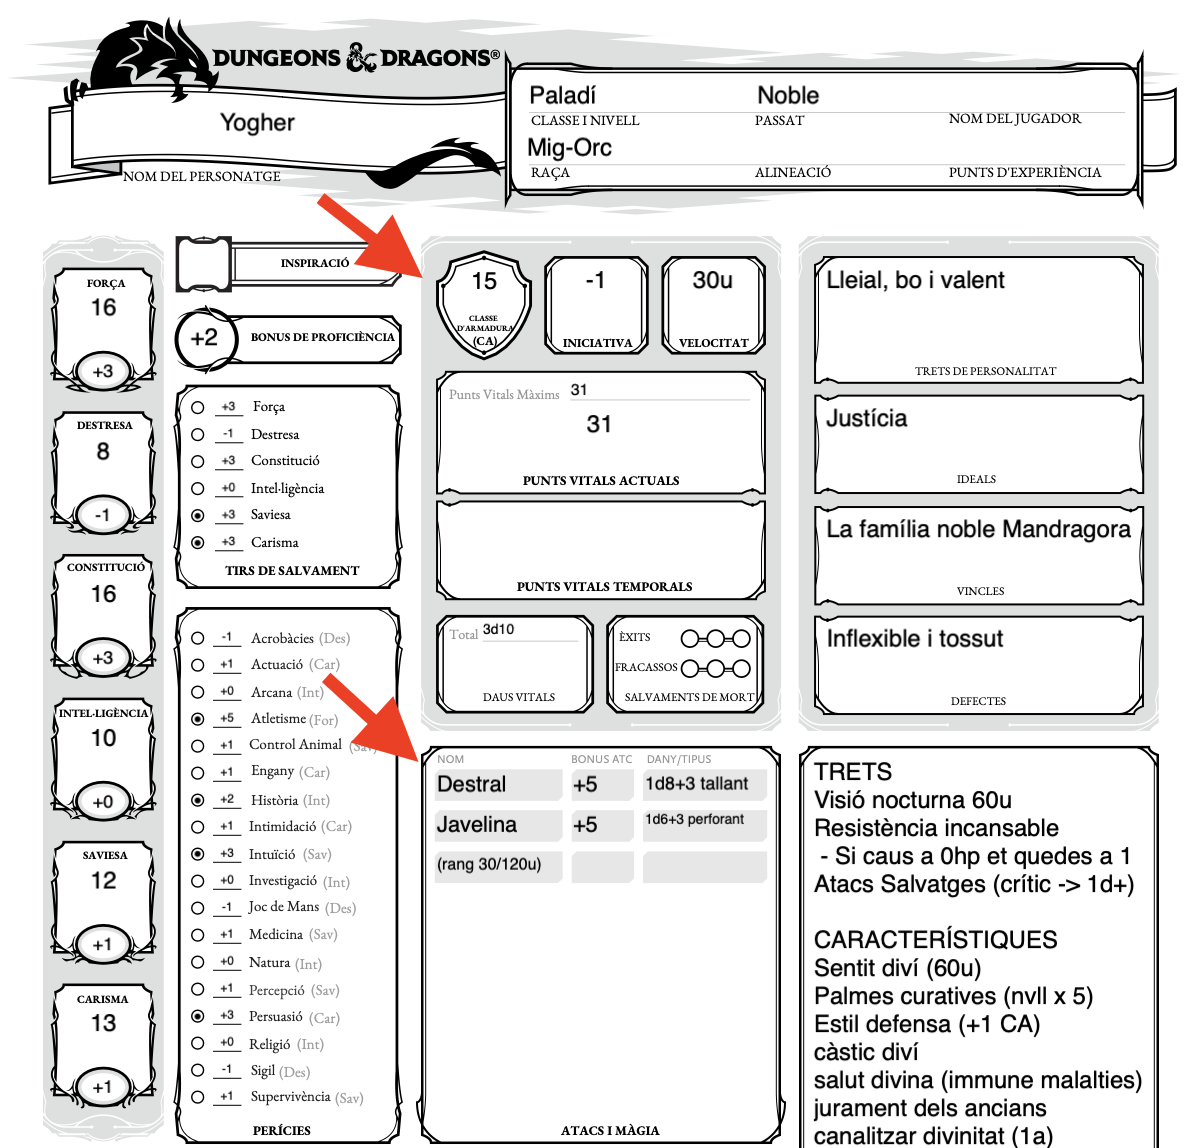 DUNGEONS & DRAGONS®
Yogher
NOM DEL PERSONATGE
Paladí Noble
CLASSE I NIVELL PASSAT NOM DEL JUGADOR
Mig-Orc
RAÇA ALINEACIÓ PUNTS D'EXPERIÈNCIA
FORÇA
16
+3
DESTRESA
8
-1
CONSTITUCIÓ
16
+3
INTEL·LIGÈNCIA
10
+0
SAVIESA
12
+1
CARISMA
13
+1
INSPIRACIÓ
+2 BONUS DE PROFICIÈNCIA
+3 Força
-1 Destresa
+3 Constitució
+0 Intel·ligència
+3 Saviesa
+3 Carisma
TIRS DE SALVAMENT
-1 Acrobàcies (Des)
+1 Actuació (Car)
+0 Arcana (Int)
+5 Atletisme (For)
+1 Control Animal (Sav)
+1 Engany (Car)
+2 Història (Int)
+1 Intimidació (Car)
+3 Intuïció (Sav)
+0 Investigació (Int)
-1 Joc de Mans (Des)
+1 Medicina (Sav)
+0 Natura (Int)
+1 Percepció (Sav)
+3 Persuasió (Car)
+0 Religió (Int)
-1 Sigil (Des)
+1 Supervivència (Sav)
PERÍCIES
15
CLASSE
D'ARMADURA
(CA)
-1
INICIATIVA
30u
VELOCITAT
Punts Vitals Màxims 31
31
PUNTS VITALS ACTUALS
PUNTS VITALS TEMPORALS
Total 3d10
DAUS VITALS
ÈXITS
FRACASSOS
SALVAMENTS DE MORT
NOM BONUS ATC DANY/TIPUS
Destral +5 1d8+3 tallant
Javelina +5 1d6+3 perforant
(rang 30/120u)
ATACS I MÀGIA
Lleial, bo i valent
TRETS DE PERSONALITAT
Justícia
IDEALS
La família noble Mandragora
VINCLES
Inflexible i tossut
DEFECTES
TRETS
Visió nocturna 60u
Resistència incansable
- Si caus a 0hp et quedes a 1
Atacs Salvatges (crític -> 1d+)
CARACTERÍSTIQUES
Sentit diví (60u)
Palmes curatives (nvll x 5)
Estil defensa (+1 CA)
càstic diví
salut divina (immune malalties)
jurament dels ancians
canalitzar divinitat (1a)